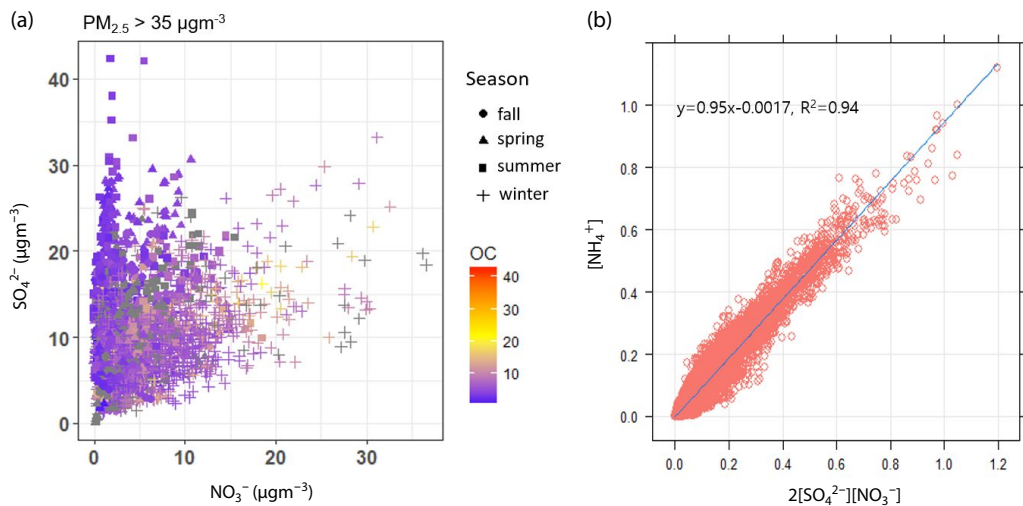 (a)
PM₂.₅ > 35 µgm⁻³
SO₄²⁻ (µgm⁻³)
40
30
20
10
0
0 10 20 30
NO₃⁻ (µgm⁻³)
Season
fall
spring
summer
winter
OC
40
30
20
10
(b)
y=0.95x-0.0017, R²=0.94
[NH₄⁺]
1.0
0.8
0.6
0.4
0.2
0.0
0.0 0.2 0.4 0.6 0.8 1.0 1.2
2[SO₄²⁻][NO₃⁻]